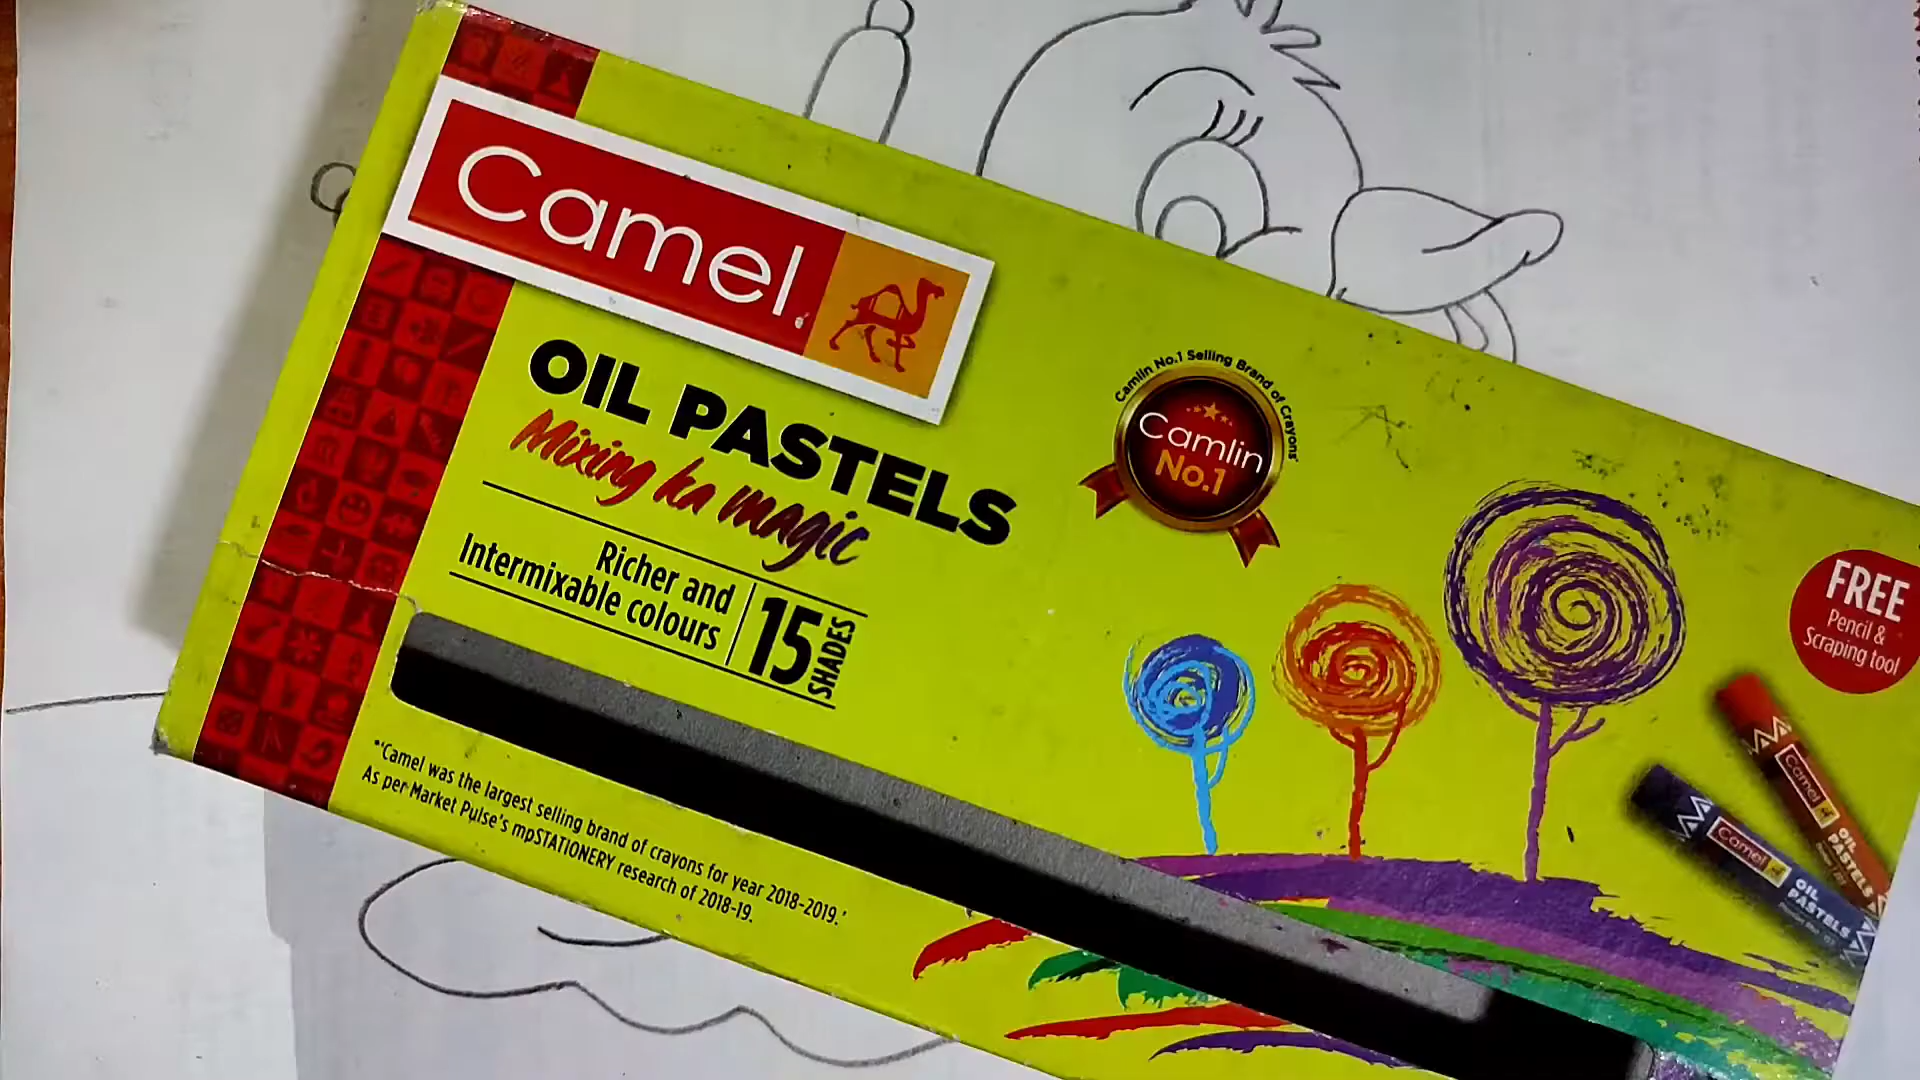 Camel
OIL PASTELS
Mixing ka magic
Richer and
Intermixable colours
15
SHADES
*'Camel was the largest selling brand of crayons for year 2018-2019.'
As per Market Pulse's mpSTATIONERY research of 2018-19.
Camlin No.1 Selling Brand of Crayons*
Camlin
No.1
FREE
Pencil &
Scraping tool
Camel
OIL
PASTELS
Camel
OIL
PASTELS